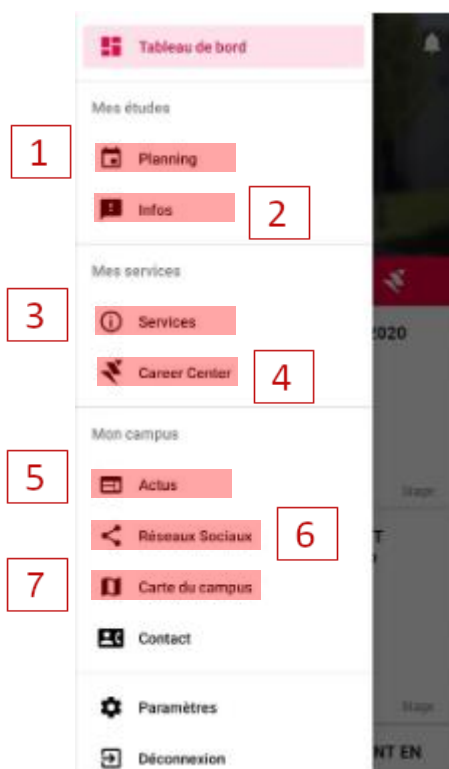 Tableau de bord
Mes études
1
Planning
Infos
2
Mes services
3
Services
2020
Career Center
4
Mon campus
5
Actus
Stage
Réseaux Sociaux
6
T
7
Carte du campus
Contact
Paramètres
Stage
Déconnexion
NT EN